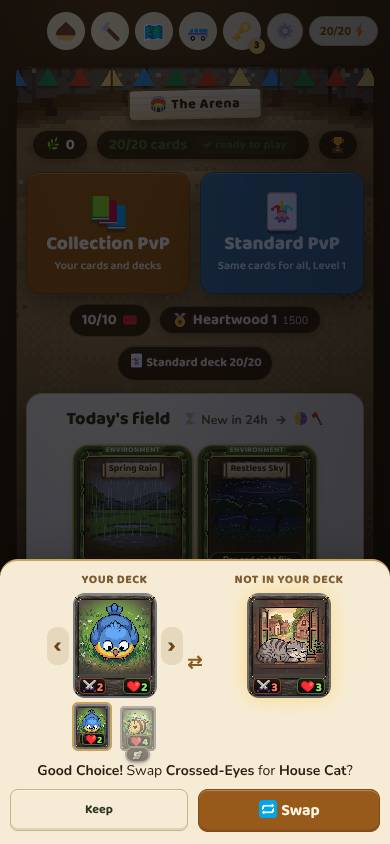 3
20/20
The Arena
0
20/20 cards ✓ ready to play
Collection PvP
Your cards and decks
Standard PvP
Same cards for all, Level 1
10/10
Heartwood 1 1500
Standard deck 20/20
Today's field
New in 24h →
ENVIRONMENT
Spring Rain
ENVIRONMENT
Restless Sky
YOUR DECK
NOT IN YOUR DECK
2
2
3
3
2
4
Good Choice! Swap Crossed-Eyes for House Cat?
Keep
Swap